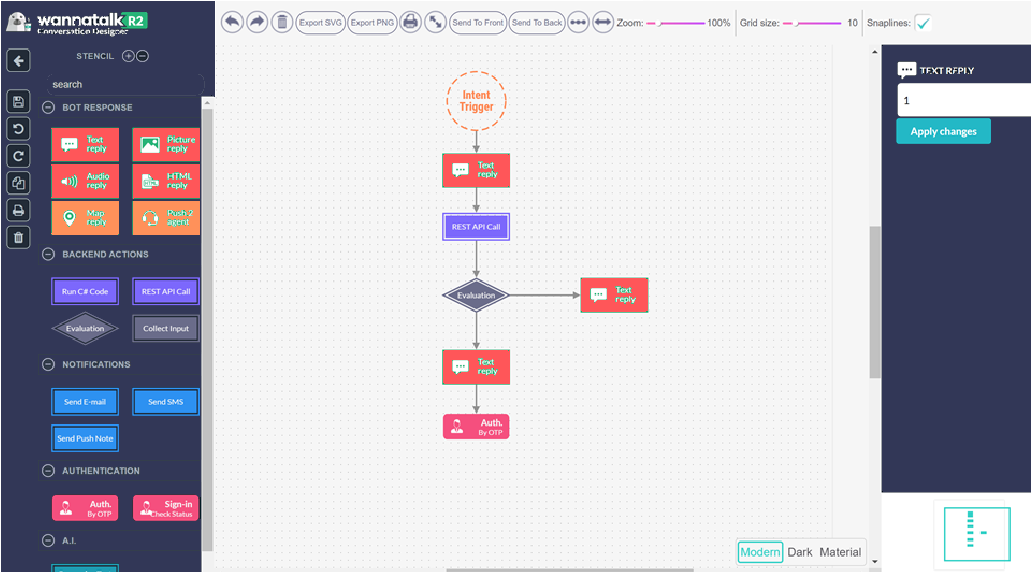 wannatalk R2
Conversation Designer
STENCIL
search
BOT RESPONSE
Text
reply
Picture
reply
Audio
reply
HTML
reply
Map
reply
Push 2
agent
BACKEND ACTIONS
Run C# Code
REST API Call
Evaluation
Collect Input
NOTIFICATIONS
Send E-mail
Send SMS
Send Push Note
AUTHENTICATION
Auth.
By OTP
Sign-in
Check Status
A.I.
Export SVG
Export PNG
Send To Front
Send To Back
Zoom: 100%
Grid size: 10
Snaplines:
Intent
Trigger
Text
reply
REST API Call
Evaluation
Text
reply
Text
reply
Auth.
By OTP
TEXT REPLY
1
Apply changes
Modern Dark Material